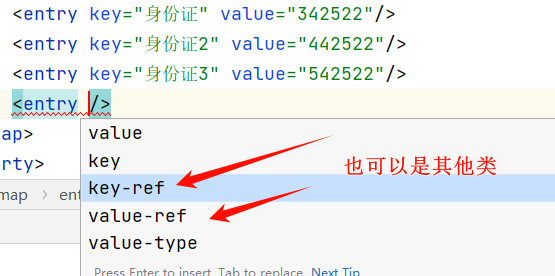 <entry key="身份证" value="342522"/>
<entry key="身份证2" value="442522"/>
<entry key="身份证3" value="542522"/>
<entry />
ap>
erty>
map
ent
value
key
key-ref
value-ref
value-type
也可以是其他类
Press Enter to insert, Tab to replace Next Tip